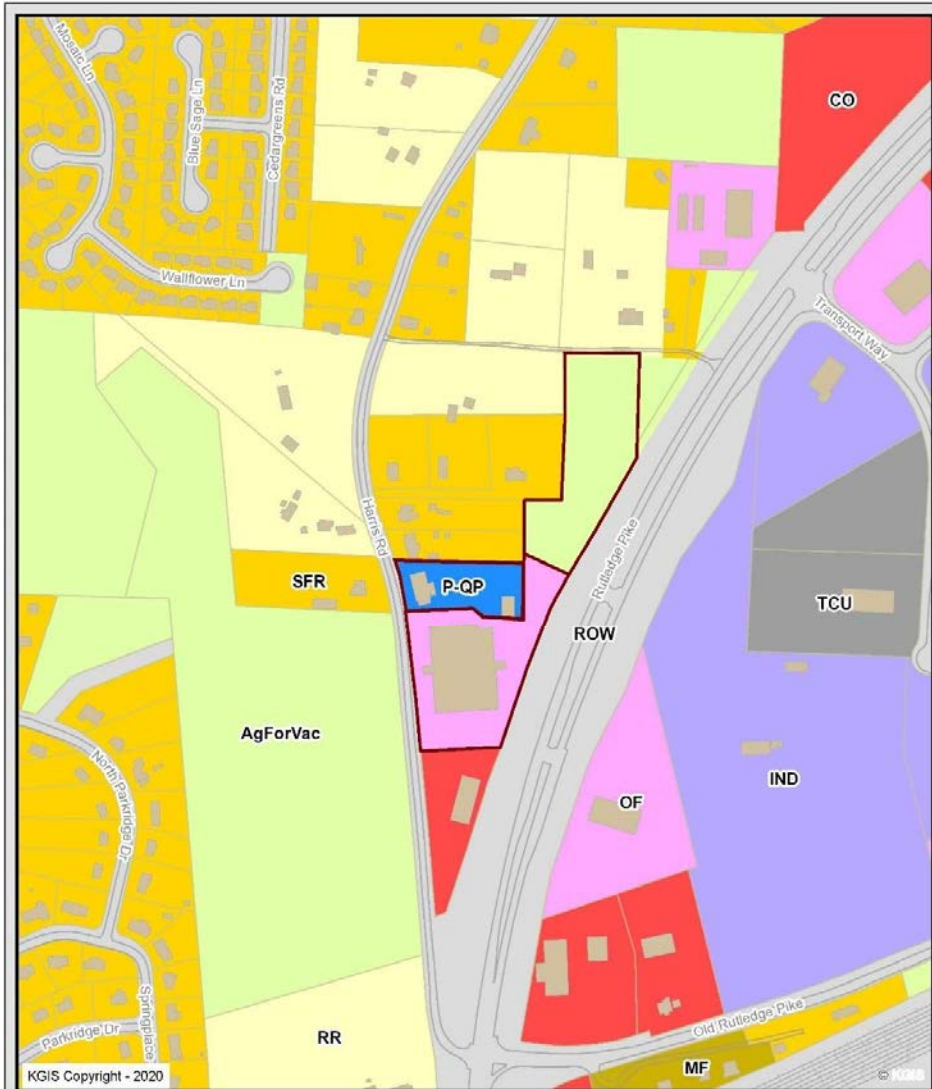 Mosaic Ln
Blue Sage Ln
Cedargreens Rd
CO
Wallflower Ln
Transport Way
Harris Rd
Rutledge Pike
SFR
P-QP
ROW
TCU
AgForVac
North Parkridge Dr
OF
IND
Springplace
Parkridge Dr
RR
Old Rutledge Pike
MF
KGIS Copyright - 2020
© KGIS